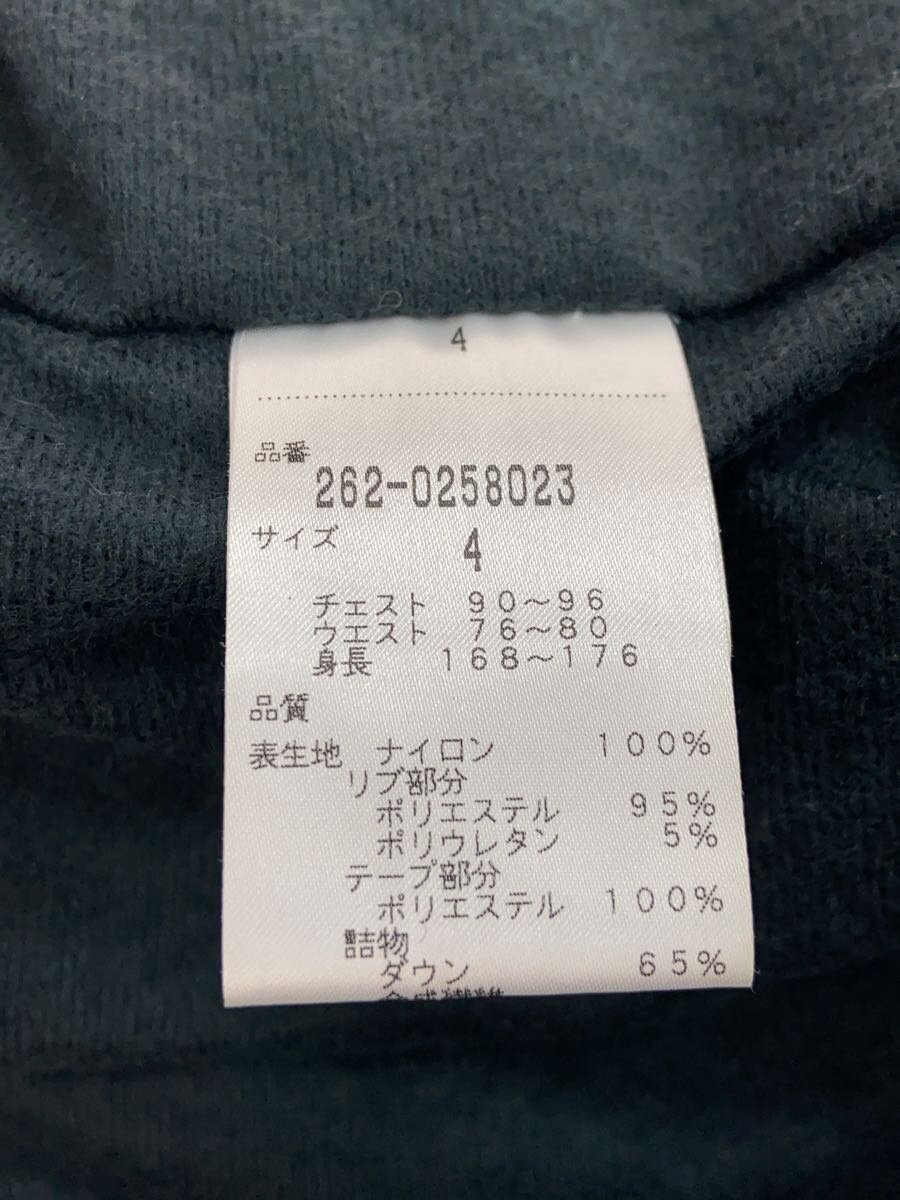 4
品番
262-0258023
サイズ 4
チェスト 90～96
ウエスト 76～80
身長 168～176
品質
表生地 ナイロン 100%
リブ部分
ポリエステル 95%
ポリウレタン 5%
テープ部分
ポリエステル 100%
詰物
ダウン 65%